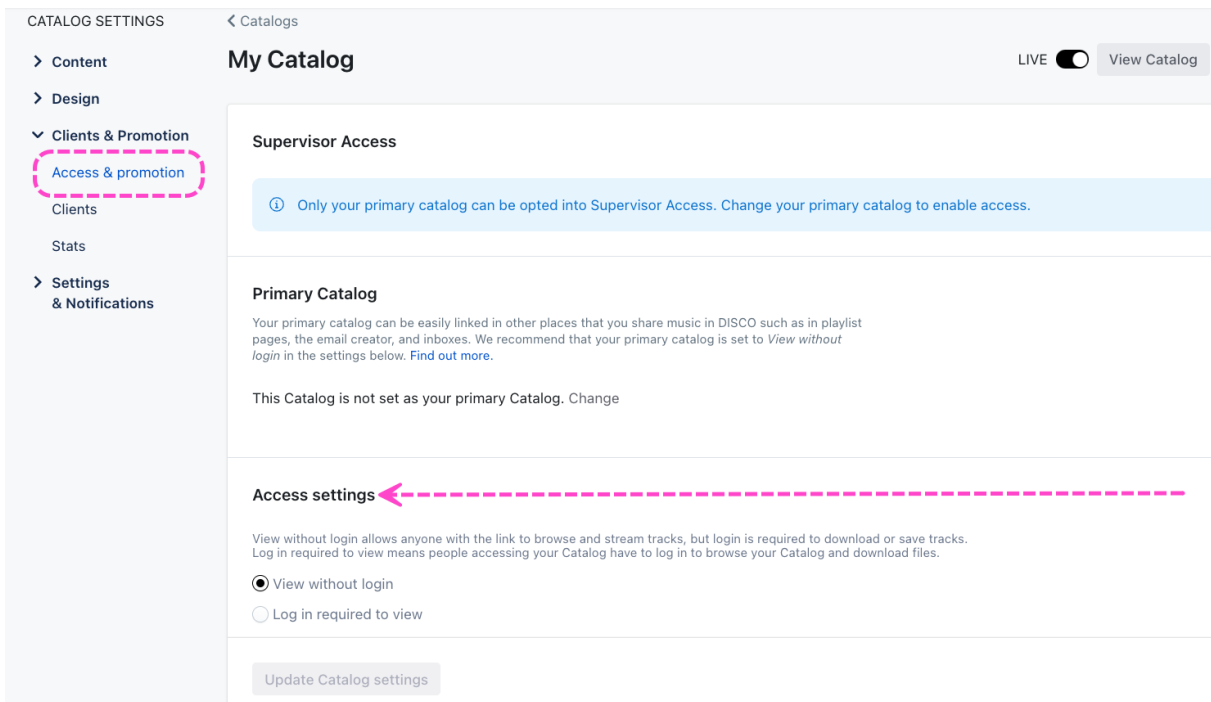 CATALOG SETTINGS
Content
Design
Clients & Promotion
Access & promotion
Clients
Stats
Settings
& Notifications
Catalogs
My Catalog
LIVE
View Catalog
Supervisor Access
Only your primary catalog can be opted into Supervisor Access. Change your primary catalog to enable access.
Primary Catalog
Your primary catalog can be easily linked in other places that you share music in DISCO such as in playlist
pages, the email creator, and inboxes. We recommend that your primary catalog is set to View without
login in the settings below. Find out more.
This Catalog is not set as your primary Catalog. Change
Access settings
View without login allows anyone with the link to browse and stream tracks, but login is required to download or save tracks.
Log in required to view means people accessing your Catalog have to log in to browse your Catalog and download files.
View without login
Log in required to view
Update Catalog settings